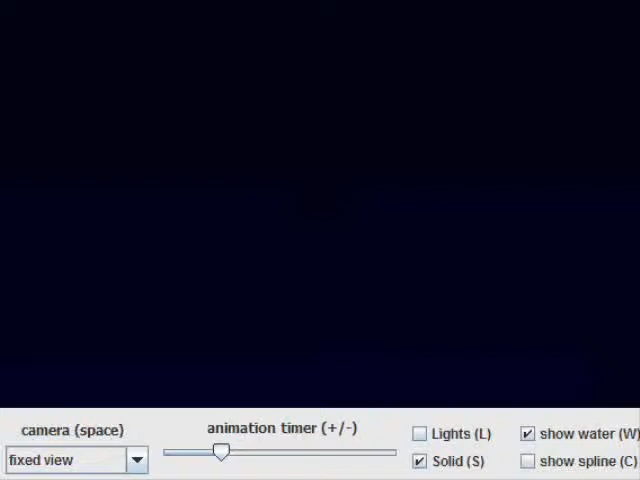 camera (space)
animation timer (+/-)
Lights (L)
show water (W)
fixed view
Solid (S)
show spline (C)